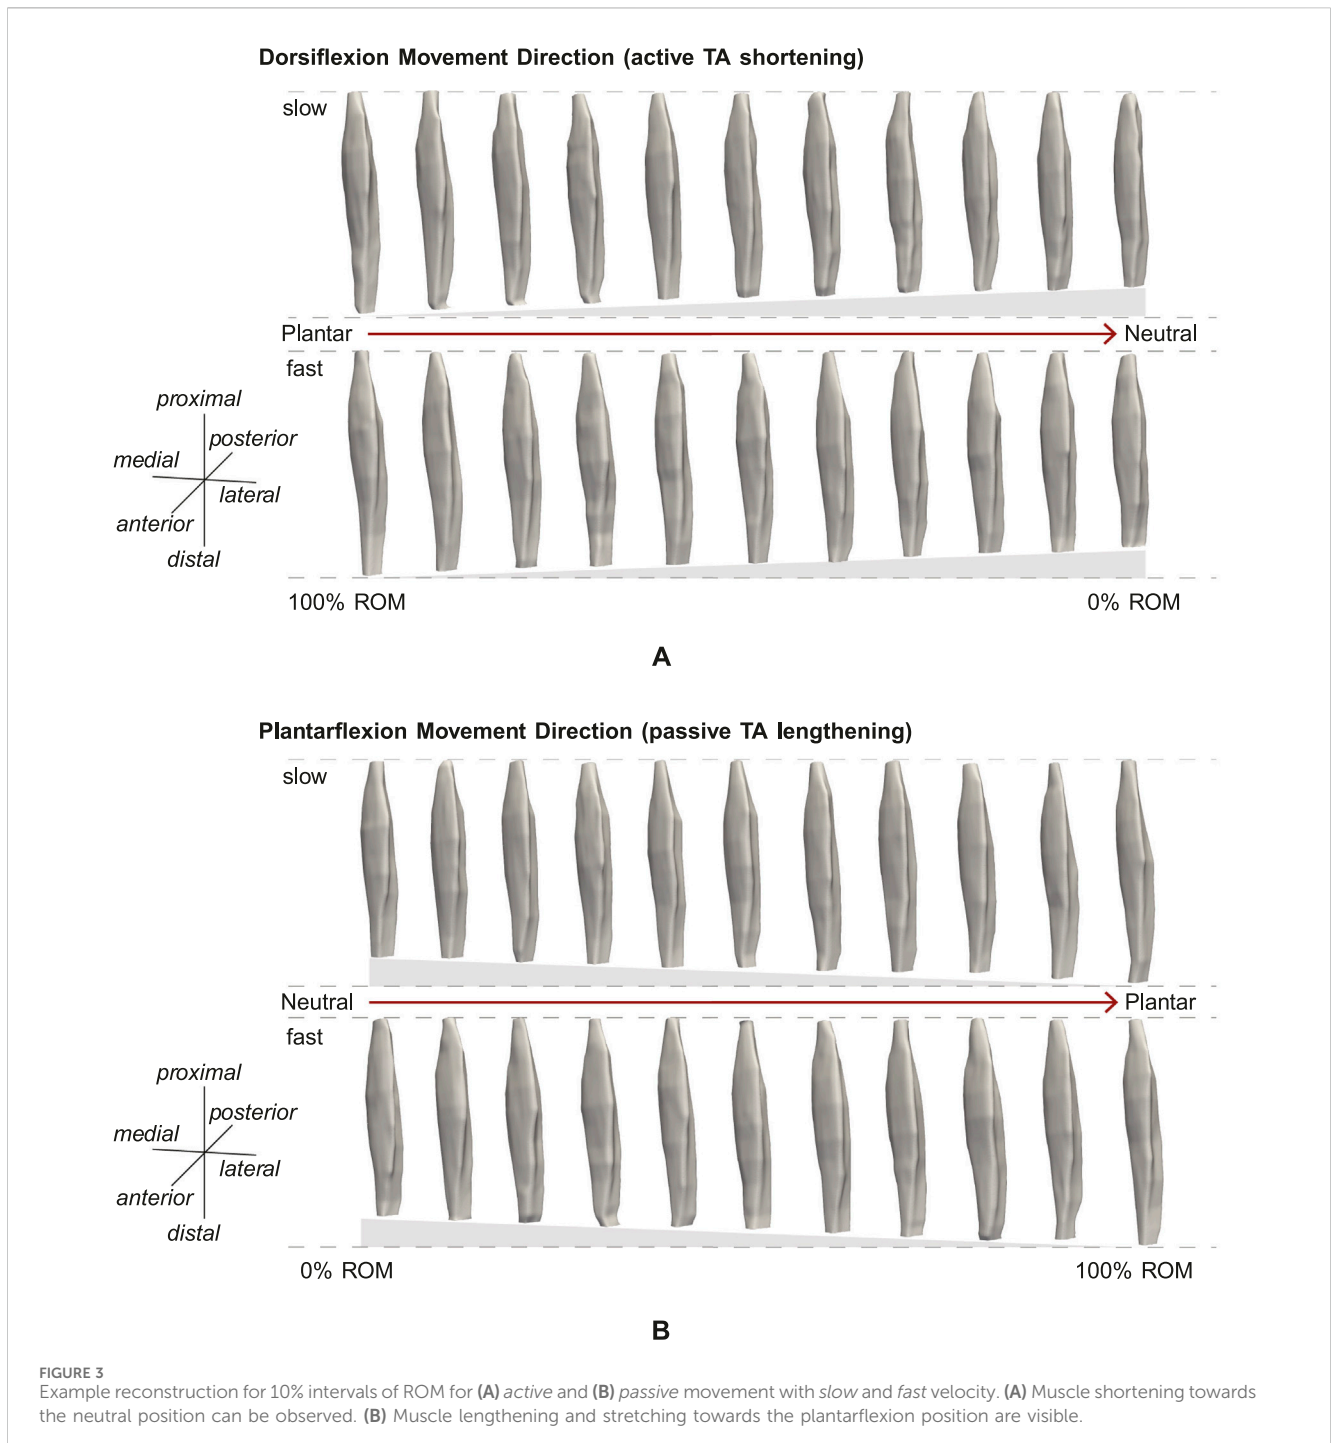 Dorsiflexion Movement Direction (active TA shortening)
slow
Plantar
Neutral
fast
proximal
posterior
medial
lateral
anterior
distal
100% ROM
0% ROM
A
Plantarflexion Movement Direction (passive TA lengthening)
slow
Neutral
Plantar
fast
proximal
posterior
medial
lateral
anterior
distal
0% ROM
100% ROM
B
FIGURE 3
Example reconstruction for 10% intervals of ROM for (A) active and (B) passive movement with slow and fast velocity. (A) Muscle shortening towards
the neutral position can be observed. (B) Muscle lengthening and stretching towards the plantarflexion position are visible.